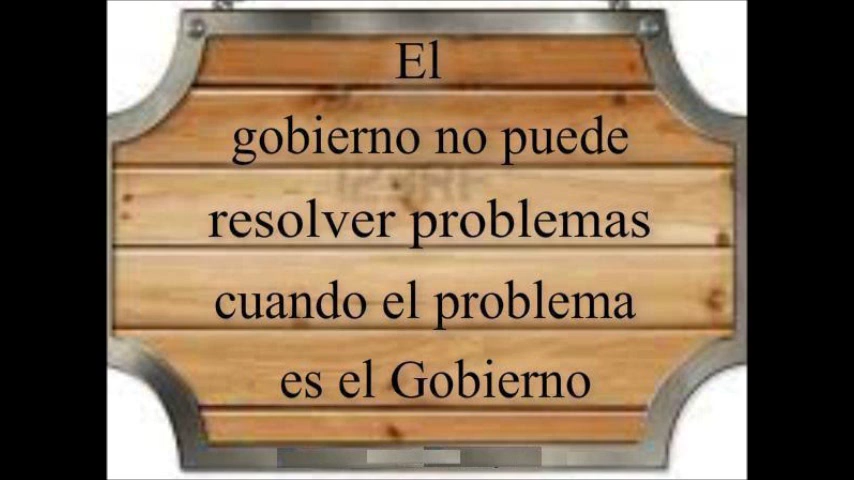 El
gobierno no puede
resolver problemas
cuando el problema
es el Gobierno